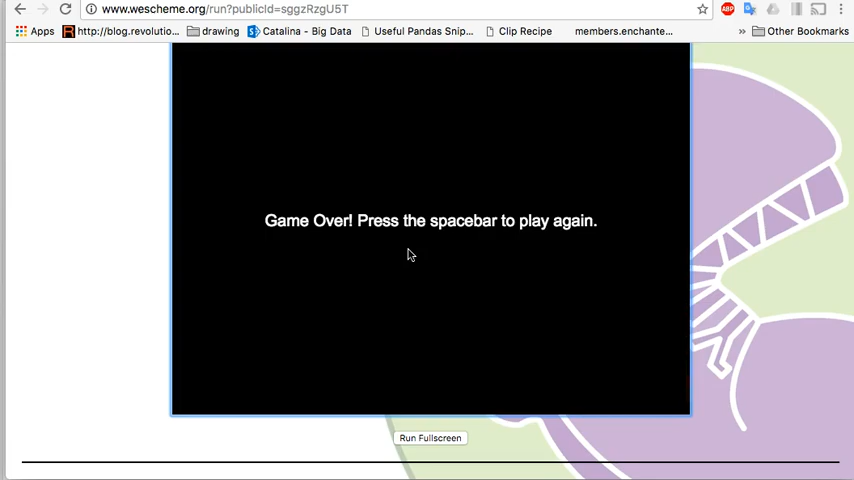 www.wescheme.org/run?publicId=sggzRzgU5T
ABP
Apps http://blog.revolutio... drawing Catalina - Big Data Useful Pandas Snip... Clip Recipe members.enchante... » Other Bookmarks
Game Over! Press the spacebar to play again.
Run Fullscreen